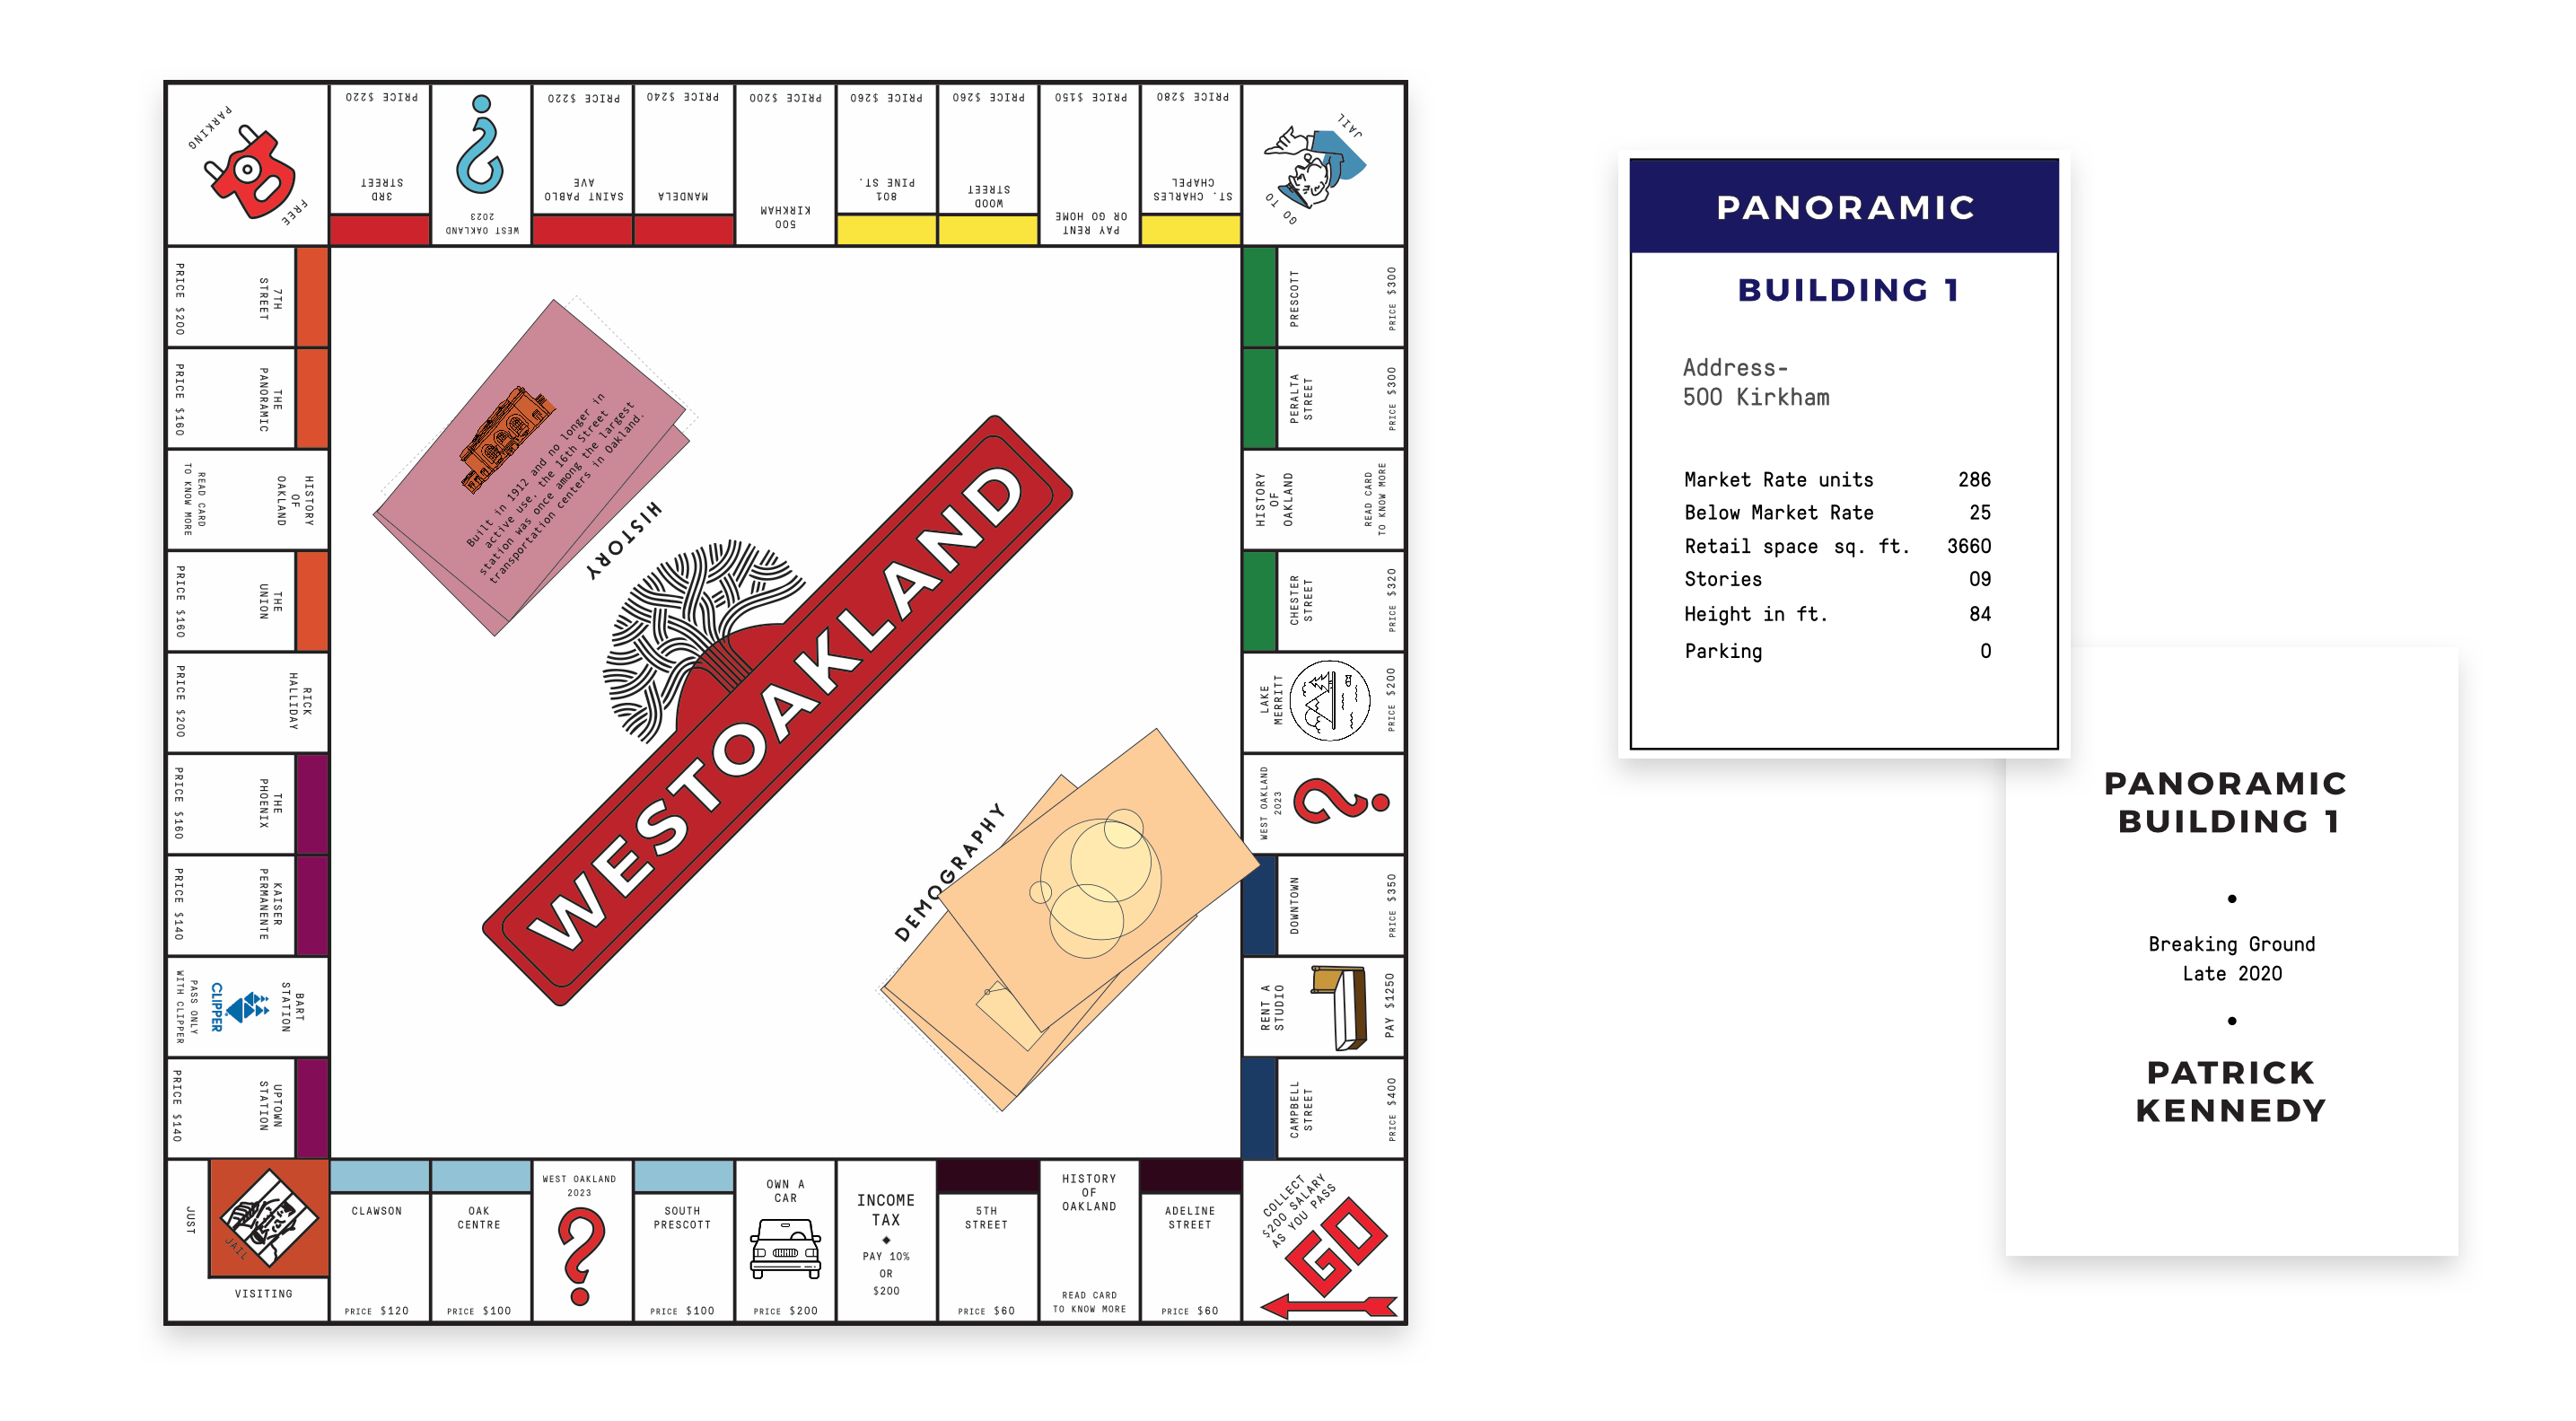 PARKING
FREE
PRICE $220
3RD
STREET
WEST OAKLAND
2023
PRICE $220
SAINT PABLO
AVE
PRICE $240
MANDELA
PRICE $200
500
KIRKHAM
PRICE $260
801
PINE ST.
PRICE $260
WOOD
STREET
PRICE $150
PAY RENT
OR GO HOME
PRICE $280
ST. CHARLES
CHAPEL
GO TO
JAIL
7TH
STREET
PRICE $200
THE
PANORAMIC
PRICE $160
HISTORY
OF
OAKLAND
READ CARD
TO KNOW MORE
THE
UNION
PRICE $160
RICK
HALLIDAY
PRICE $200
THE
PHOENIX
PRICE $160
KAISER
PERMANENTE
PRICE $140
BART
STATION
CLIPPER
PASS ONLY
WITH CLIPPER
UPTOWN
STATION
PRICE $140
Built in 1912 and no longer in
active use, the 16th Street
station was once among the largest
transportation centers in Oakland.
HISTORY
WESTOAKLAND
DEMOGRAPHY
PRESCOTT
PRICE $300
PERALTA
STREET
PRICE $300
HISTORY
OF
OAKLAND
READ CARD
TO KNOW MORE
CHESTER
STREET
PRICE $320
LAKE
MERRITT
PRICE $200
WEST OAKLAND
2023
DOWNTOWN
PRICE $350
RENT A
STUDIO
PAY $1250
CAMPBELL
STREET
PRICE $400
JUST
JAIL
VISITING
CLAWSON
PRICE $120
OAK
CENTRE
PRICE $100
WEST OAKLAND
2023
SOUTH
PRESCOTT
PRICE $100
OWN A
CAR
PRICE $200
INCOME
TAX
PAY 10%
OR
$200
5TH
STREET
PRICE $60
HISTORY
OF
OAKLAND
READ CARD
TO KNOW MORE
ADELINE
STREET
PRICE $60
COLLECT
$200 SALARY
AS YOU PASS
GO
PANORAMIC
BUILDING 1
Address-
500 Kirkham
Market Rate units 286
Below Market Rate 25
Retail space sq. ft. 3660
Stories 09
Height in ft. 84
Parking 0
PANORAMIC
BUILDING 1
Breaking Ground
Late 2020
PATRICK
KENNEDY